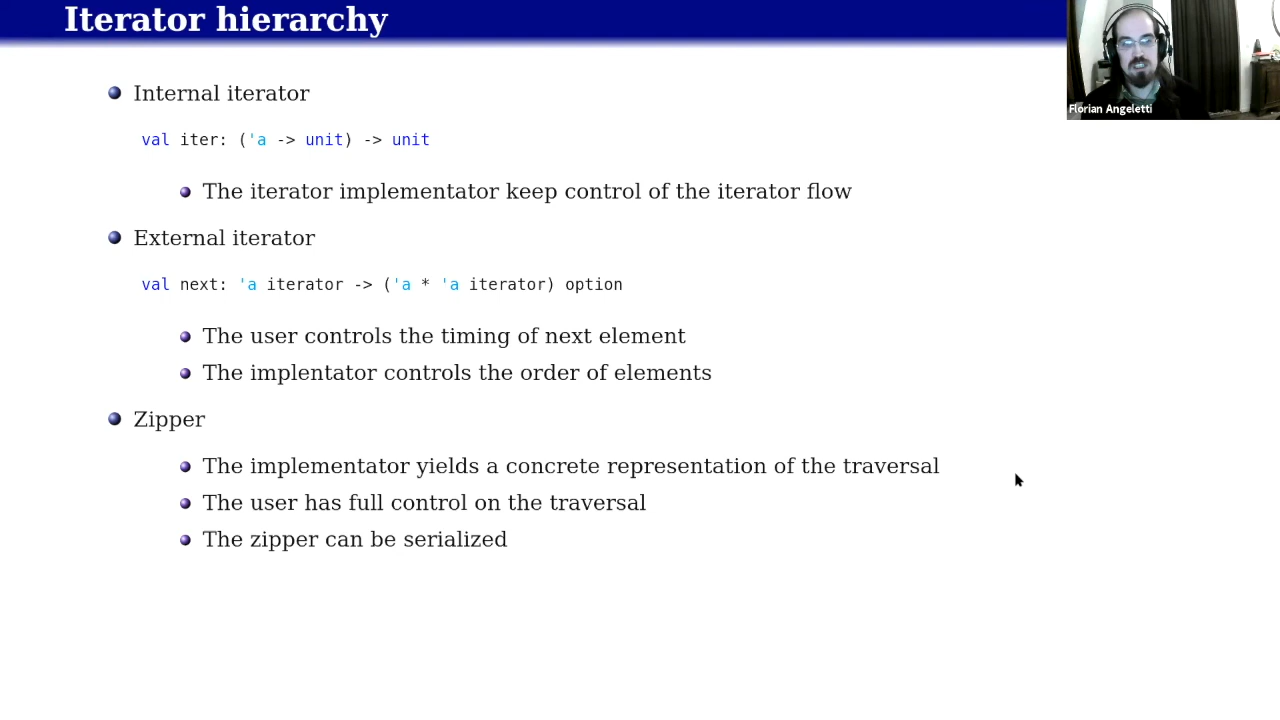 Iterator hierarchy
Internal iterator
val iter: ('a -> unit) -> unit
The iterator implementator keep control of the iterator flow
External iterator
val next: 'a iterator -> ('a * 'a iterator) option
The user controls the timing of next element
The implentator controls the order of elements
Zipper
The implementator yields a concrete representation of the traversal
The user has full control on the traversal
The zipper can be serialized
Florian Angeletti